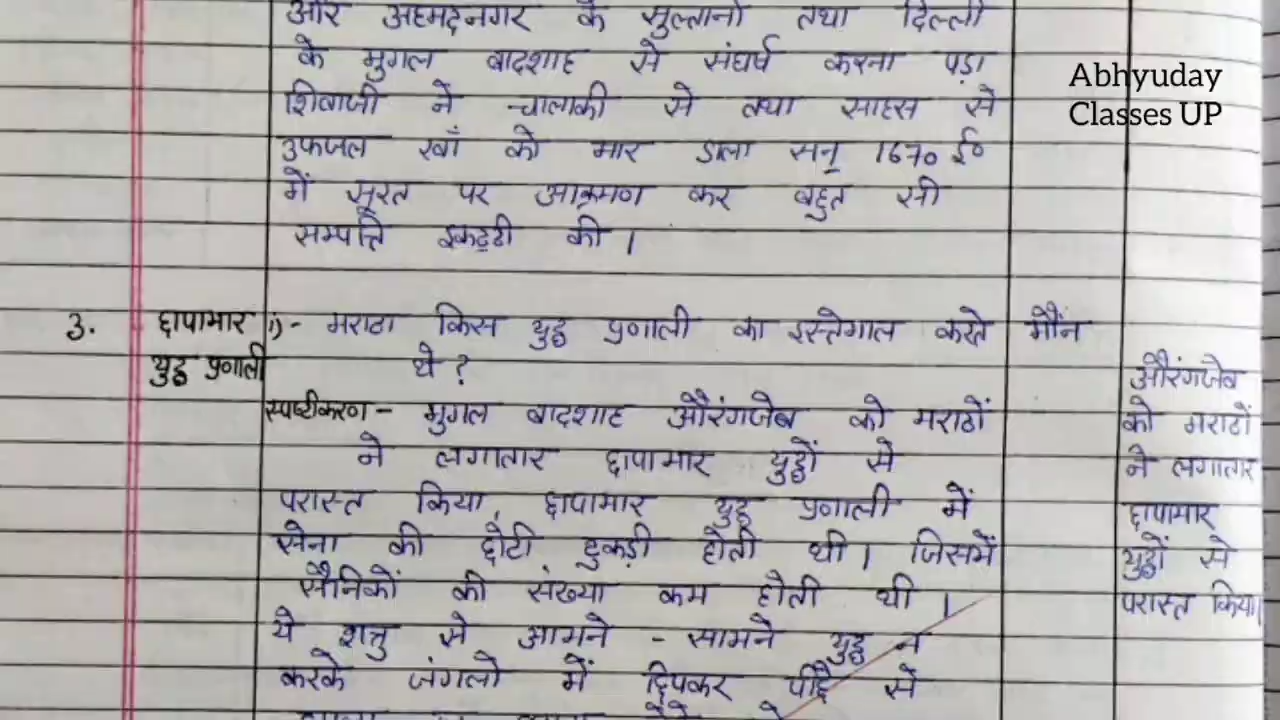 और अहमदनगर के सुल्तानों तथा दिल्ली
के मुगल बादशाह से संघर्ष करना पड़ा
शिवाजी ने चालाकी से तथा साहस से
उफजल खाँ को मार डाला सन् 1670 ई०
में सूरत पर आक्रमण कर बहुत सी
सम्पत्ति इकट्ठी की ।
Abhyuday
Classes UP
3. छापामार i)- मराठा किस युद्ध प्रणाली का इस्तेगाल करते मौंन
युद्ध प्रणाली थे ?
स्पष्टीकरण - मुगल बादशाह औरंगजेब को मराठों
ने लगातार छापामार युद्धों से
परास्त किया, छापामार युद्ध प्रणाली में
सेना की छोटी टुकड़ी होती थी । जिसमें
सैनिकों की संख्या कम होती थी ।
ये शत्रु से आमने - सामने युद्ध न
करके जंगलो में छिपकर पीछे से
औरंगजेब
को मराठों
ने लगातार
छापामार
युद्धों से
परास्त किया।